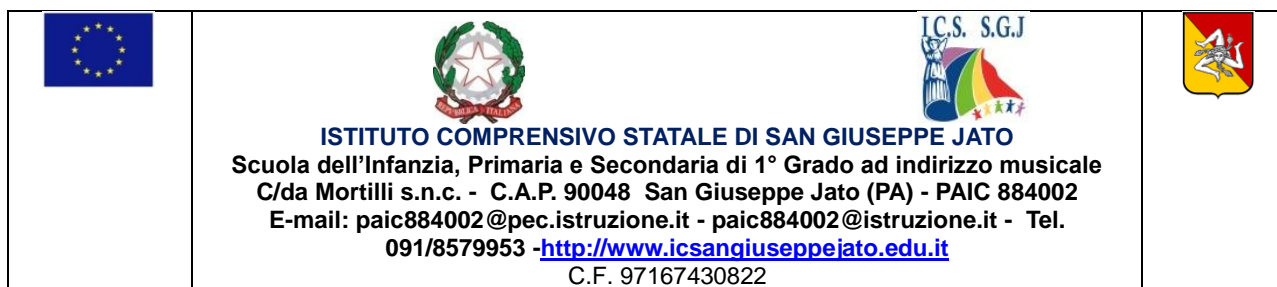 I.C.S. S.G.J
REPVBBLICA ITALIANA
ISTITUTO COMPRENSIVO STATALE DI SAN GIUSEPPE JATO
Scuola dell'Infanzia, Primaria e Secondaria di 1° Grado ad indirizzo musicale
C/da Mortilli s.n.c. - C.A.P. 90048 San Giuseppe Jato (PA) - PAIC 884002
E-mail: paic884002@pec.istruzione.it - paic884002@istruzione.it - Tel.
091/8579953 -http://www.icsangiuseppejato.edu.it
C.F. 97167430822